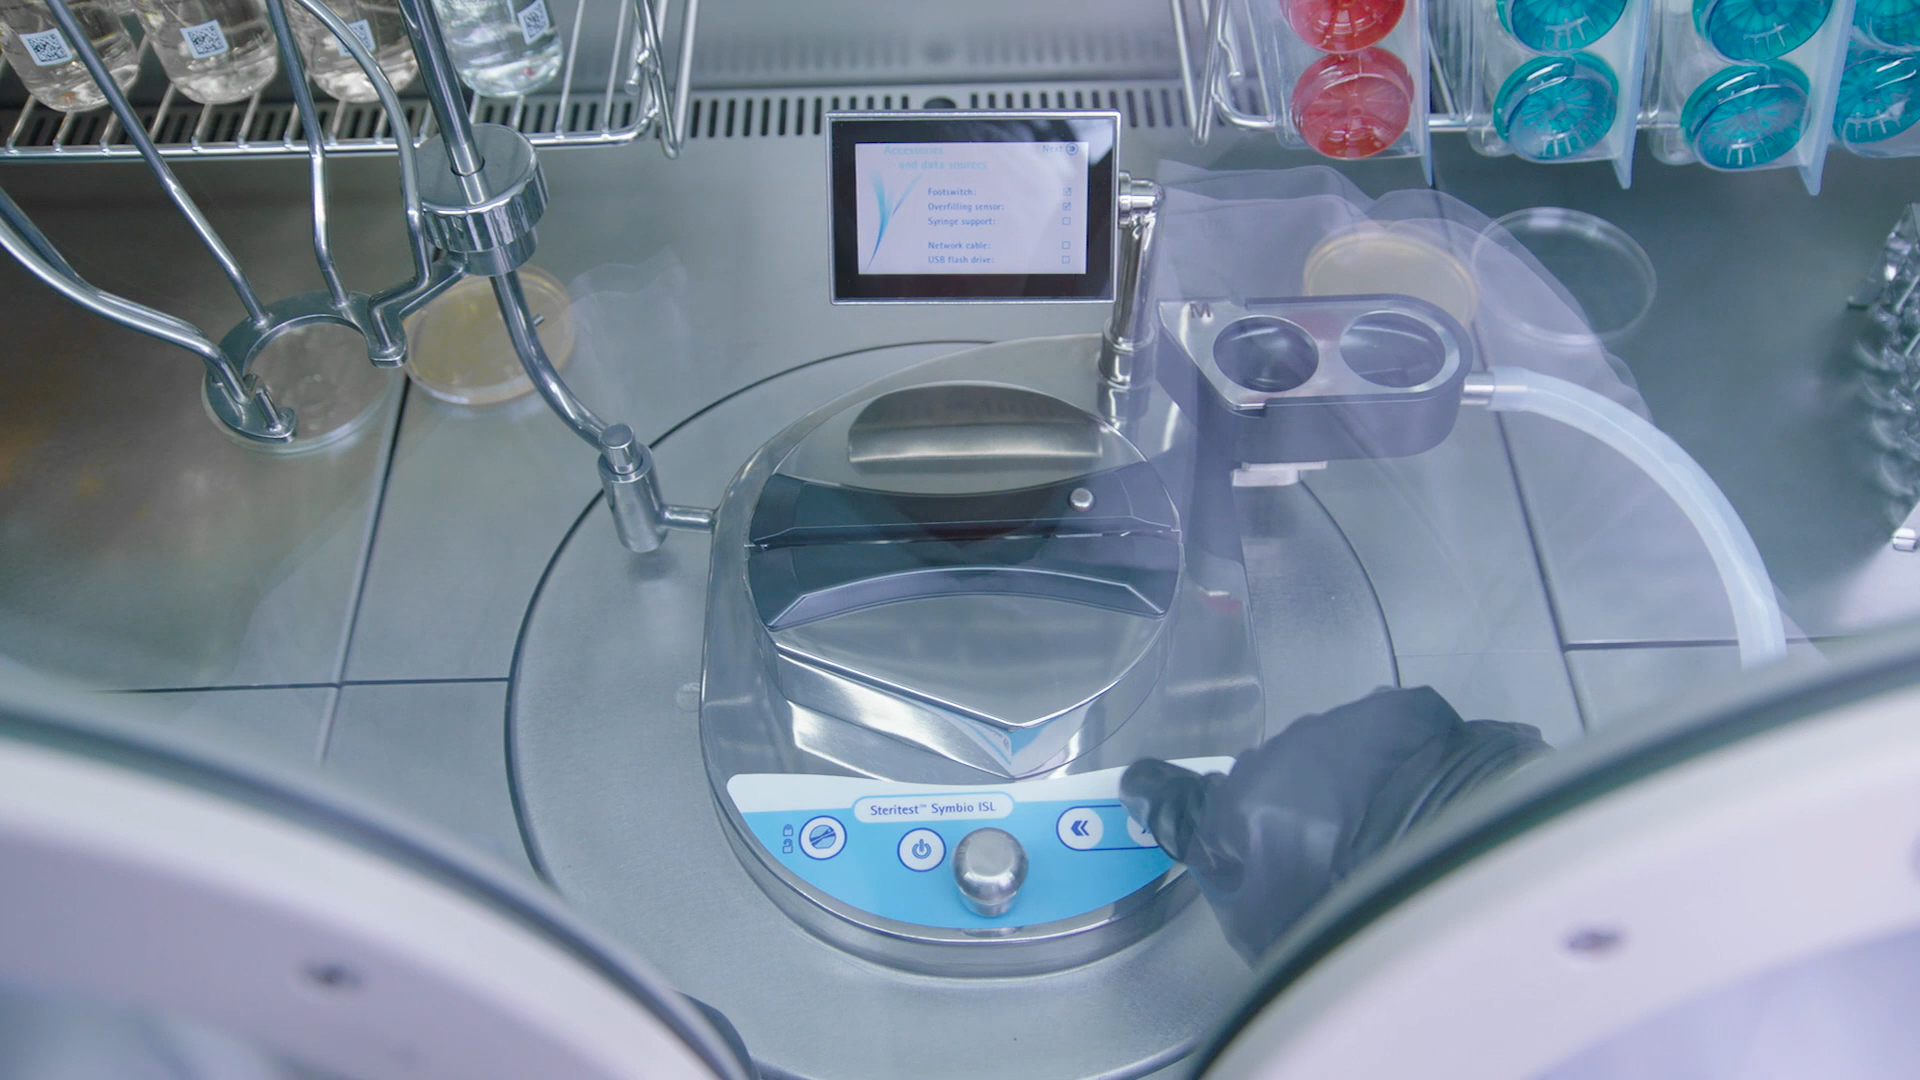 Accessories
and data sources
Next
Footswitch:
Overfilling sensor:
Syringe support:
Network cable:
USB flash drive:
M
Steritest™ Symbio ISL